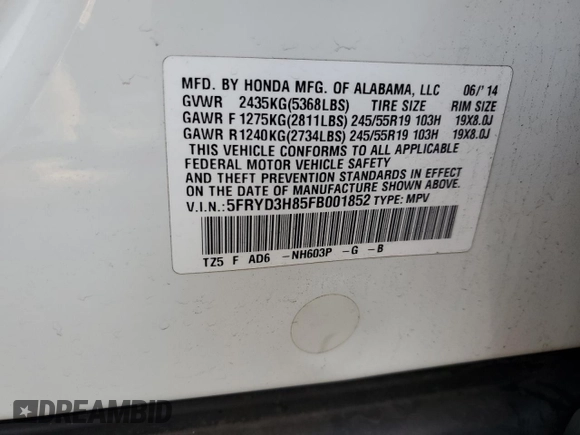 MFD. BY HONDA MFG. OF ALABAMA, LLC 06/'14
GVWR 2435KG(5368LBS) TIRE SIZE RIM SIZE
GAWR F 1275KG(2811LBS) 245/55R19 103H 19X8.0J
GAWR R1240KG(2734LBS) 245/55R19 103H 19X8.0J
THIS VEHICLE CONFORMS TO ALL APPLICABLE
FEDERAL MOTOR VEHICLE SAFETY
AND THEFT PREVENTION STANDARDS IN EFFECT ON
THE DATE OF MANUFACTURE SHOWN ABOVE.
V.I.N.:5FRYD3H85FB001852 TYPE: MPV
TZ5 F AD6 -NH603P -G -B
DREAMBID